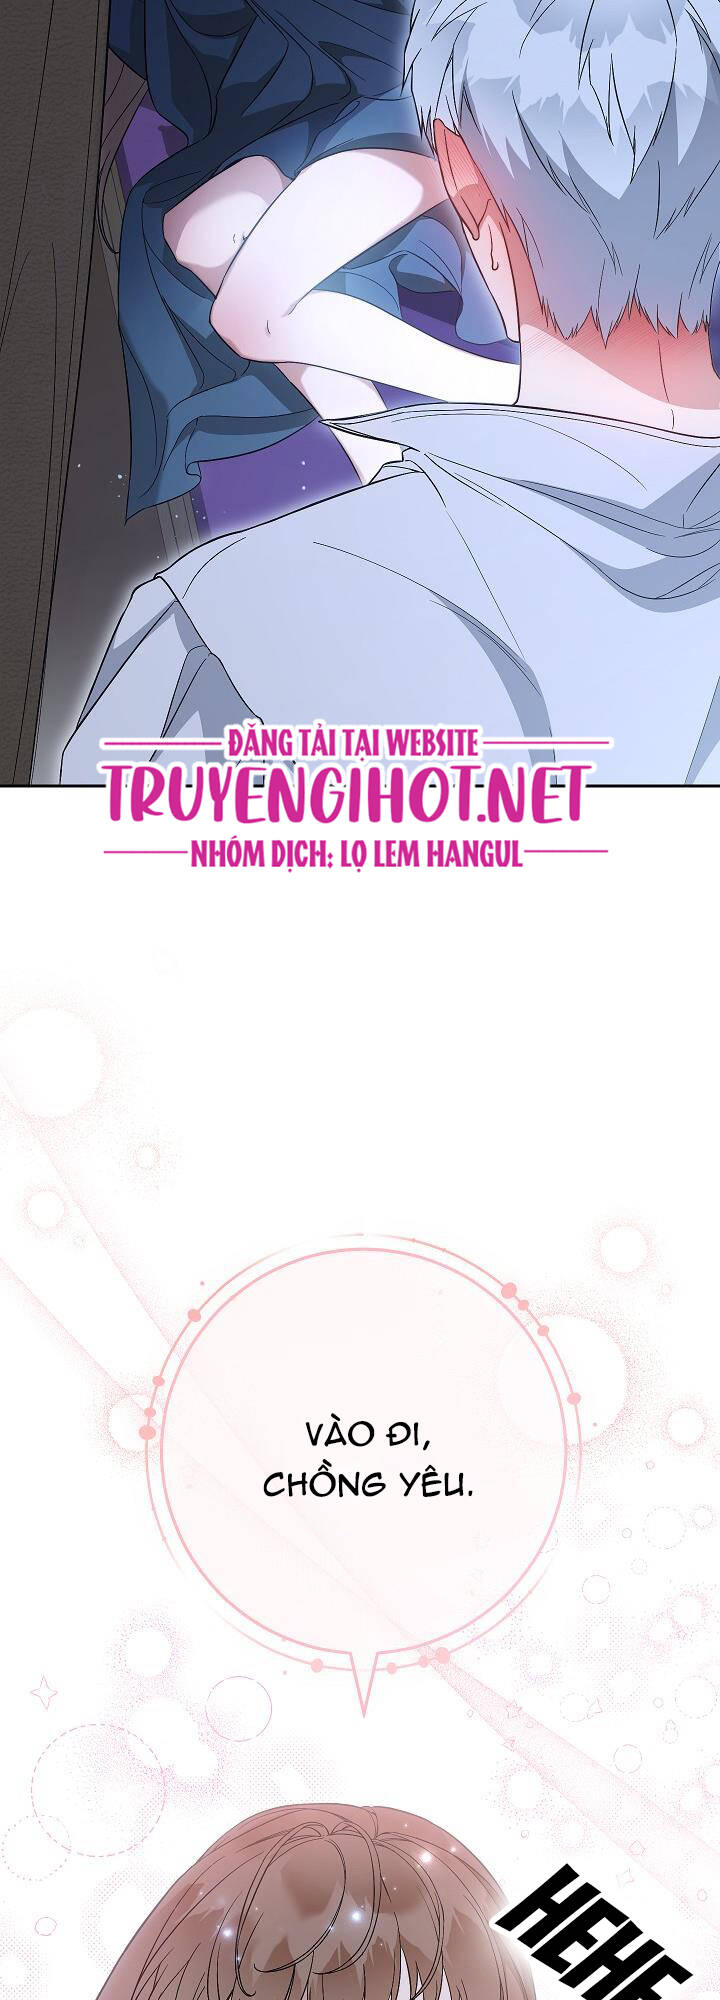 ĐĂNG TẢI TẠI WEBSITE
TRUYENGIHOT.NET
NHÓM DỊCH: LỌ LEM HANGUL
VÀO ĐI,
CHỒNG YÊU.
HEHE